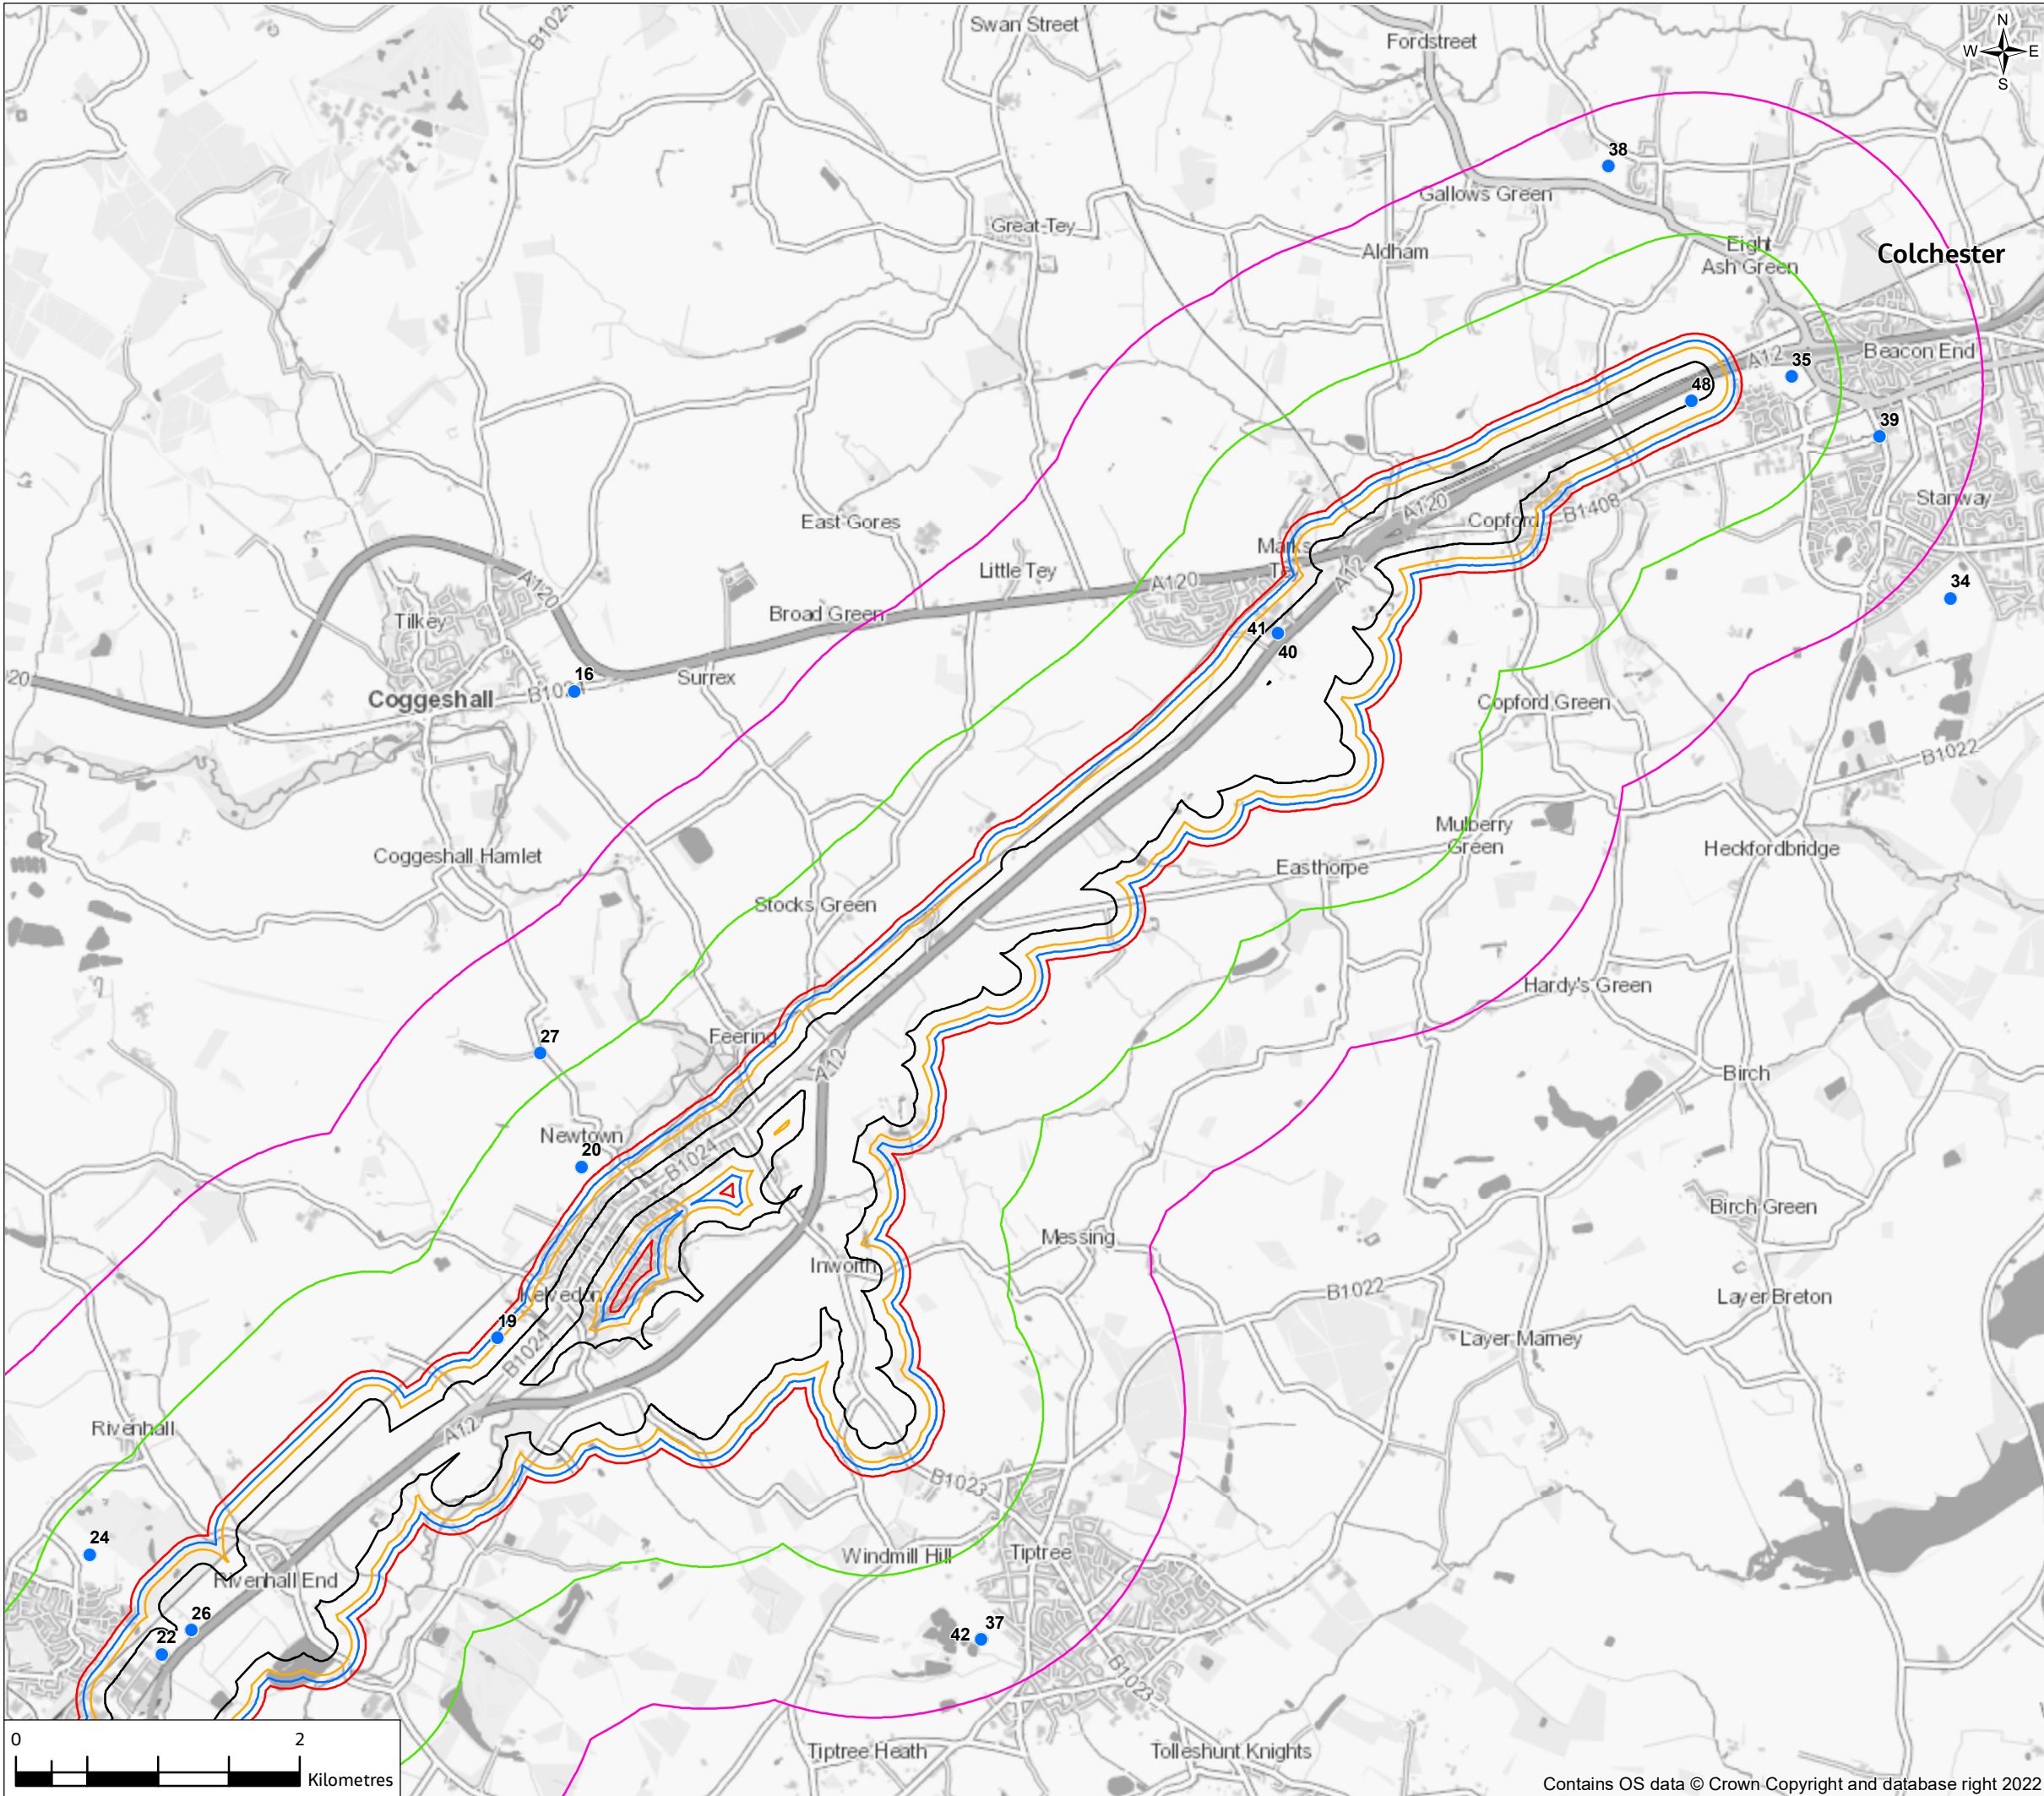 Swan Street
Fordstreet
B1024
N
W
E
S
38
Gallows Green
Great Tey
Aldham
Eight
Ash Green
Colchester
A12
Beacon End
35
48
39
Stanway
A120
B1408
Copford
East Gores
Marks
Little Tey
A120
A12
34
Broad Green
A120
Tilkey
41
40
16
Surrex
20
Coggeshall
Copford Green
B1022
Mulberry
Green
Heckfordbridge
Coggeshall Hamlet
Easthorpe
Stocks Green
Hardy's Green
27
Feering
A12
Birch
Newtown
20
B1024
Birch Green
Messing
Inworth
B1022
Kelvedon
Layer Breton
19
Layer Marney
B1024
Rivenhall
A12
B1023
24
Windmill Hill
Tiptree
Rivenhall End
26
22
42
37
B1023
0
2
Kilometres
Tiptree Heath
Tolleshunt Knights
Contains OS data © Crown Copyright and database right 2022